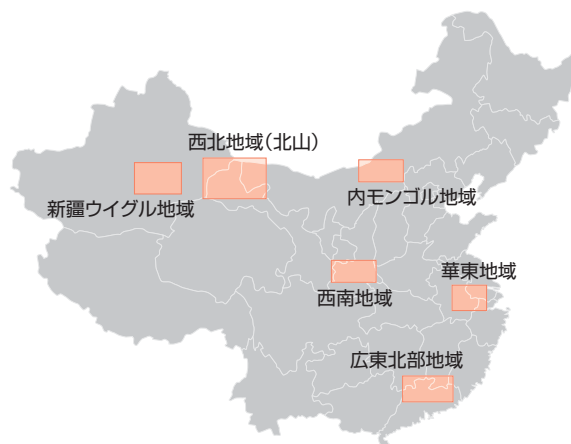 西北地域（北山）
新疆ウイグル地域
内モンゴル地域
西南地域
華東地域
広東北部地域